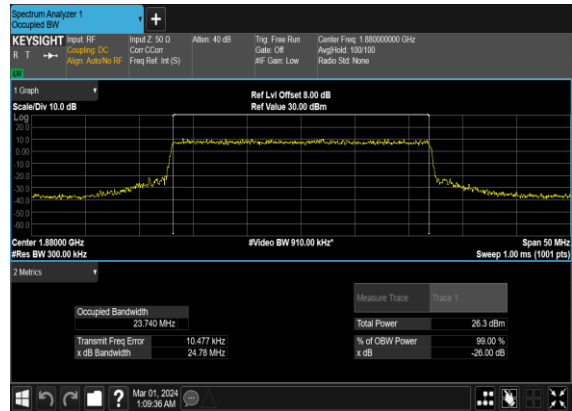 Spectrum Analyzer 1
Occupied BW
+
KEYSIGHT
R T
LXI
Input: RF
Coupling: DC
Align: Auto/No RF
Input Z: 50 Ω
Corr CCorr
Freq Ref: Int (S)
Atten: 40 dB
Trig: Free Run
Gate: Off
#IF Gain: Low
Center Freq: 1.880000000 GHz
Avg|Hold: 100/100
Radio Std: None
1 Graph
Scale/Div 10.0 dB
Ref Lvl Offset 8.00 dB
Ref Value 30.00 dBm
Log
20.0
10.0
0.00
-10.0
-20.0
-30.0
-40.0
-50.0
-60.0
Center 1.88000 GHz
#Video BW 910.00 kHz*
Span 50 MHz
#Res BW 300.00 kHz
Sweep 1.00 ms (1001 pts)
2 Metrics
Measure Trace Trace 1
Occupied Bandwidth
23.740 MHz
Total Power 26.3 dBm
Transmit Freq Error 10.477 kHz
% of OBW Power 99.00 %
x dB Bandwidth 24.78 MHz
x dB -26.00 dB
?
Mar 01, 2024
1:09:36 AM